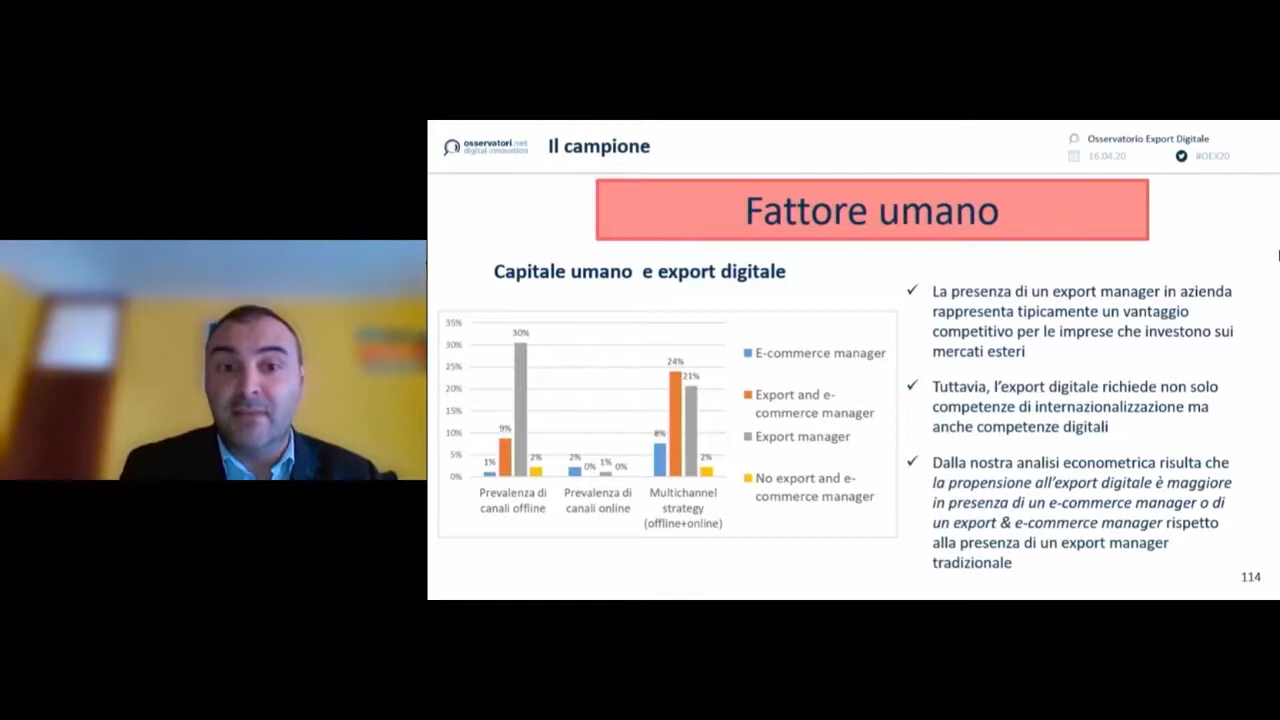 osservatori.net
digital innovation
Il campione
Osservatorio Export Digitale
16.04.20
#OEX20
Fattore umano
Capitale umano e export digitale
35%
30%
25%
20%
15%
10%
5%
0%
1%
9%
30%
2%
2%
0%
1%
0%
8%
24%
21%
2%
Prevalenza di
canali offline
Prevalenza di
canali online
Multichannel
strategy
(offline+online)
E-commerce manager
Export and e-
commerce manager
Export manager
No export and e-
commerce manager
✓ La presenza di un export manager in azienda
rappresenta tipicamente un vantaggio
competitivo per le imprese che investono sui
mercati esteri
✓ Tuttavia, l’export digitale richiede non solo
competenze di internazionalizzazione ma
anche competenze digitali
✓ Dalla nostra analisi econometrica risulta che
la propensione all’export digitale è maggiore
in presenza di un e-commerce manager o di
un export & e-commerce manager rispetto
alla presenza di un export manager
tradizionale
114